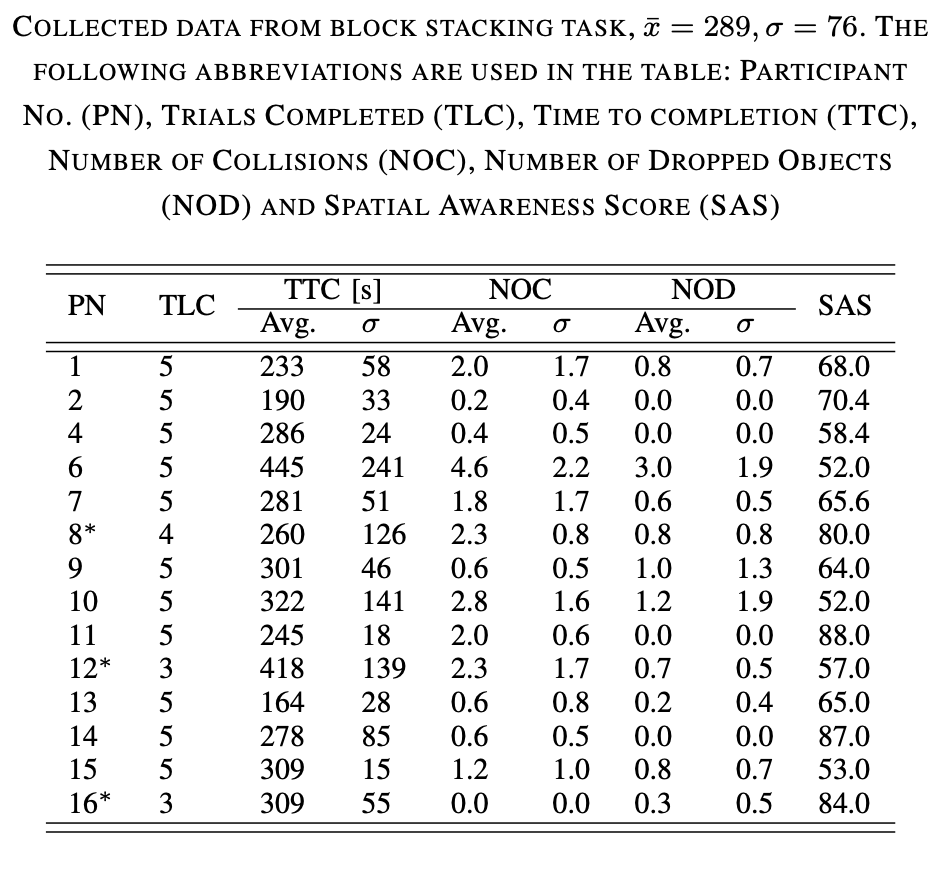 COLLECTED DATA FROM BLOCK STACKING TASK, x̄ = 289, σ = 76. THE
FOLLOWING ABBREVIATIONS ARE USED IN THE TABLE: PARTICIPANT
NO. (PN), TRIALS COMPLETED (TLC), TIME TO COMPLETION (TTC),
NUMBER OF COLLISIONS (NOC), NUMBER OF DROPPED OBJECTS
(NOD) AND SPATIAL AWARENESS SCORE (SAS)
PN TLC TTC [s] NOC NOD SAS
Avg. σ Avg. σ Avg. σ
1 5 233 58 2.0 1.7 0.8 0.7 68.0
2 5 190 33 0.2 0.4 0.0 0.0 70.4
4 5 286 24 0.4 0.5 0.0 0.0 58.4
6 5 445 241 4.6 2.2 3.0 1.9 52.0
7 5 281 51 1.8 1.7 0.6 0.5 65.6
8* 4 260 126 2.3 0.8 0.8 0.8 80.0
9 5 301 46 0.6 0.5 1.0 1.3 64.0
10 5 322 141 2.8 1.6 1.2 1.9 52.0
11 5 245 18 2.0 0.6 0.0 0.0 88.0
12* 3 418 139 2.3 1.7 0.7 0.5 57.0
13 5 164 28 0.6 0.8 0.2 0.4 65.0
14 5 278 85 0.6 0.5 0.0 0.0 87.0
15 5 309 15 1.2 1.0 0.8 0.7 53.0
16* 3 309 55 0.0 0.0 0.3 0.5 84.0